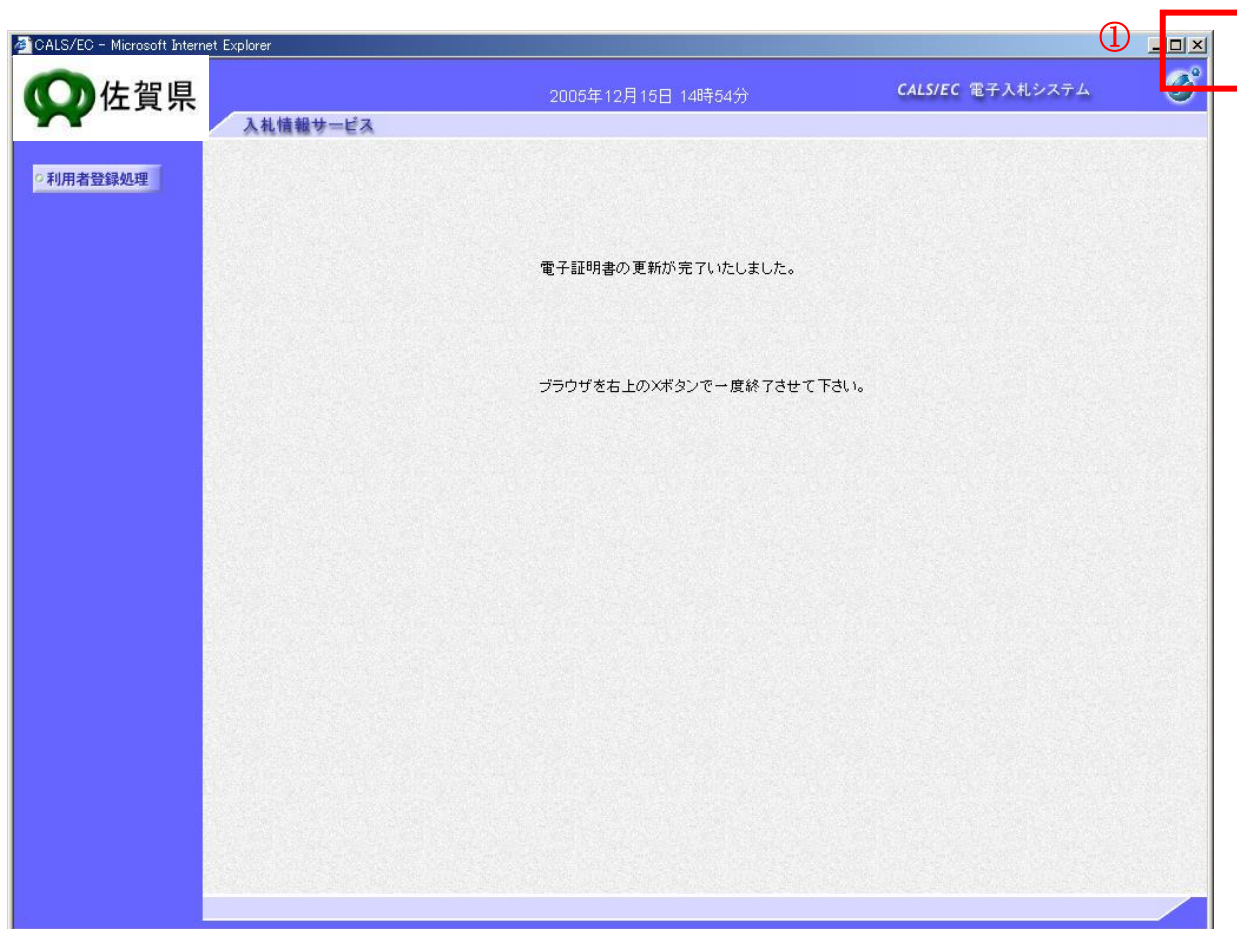 ①
CALS/EC - Microsoft Internet Explorer
佐賀県
2005年12月15日 14時54分
CALS/EC 電子入札システム
入札情報サービス
利用者登録処理
電子証明書の更新が完了いたしました。
ブラウザを右上の×ボタンで一度終了させて下さい。